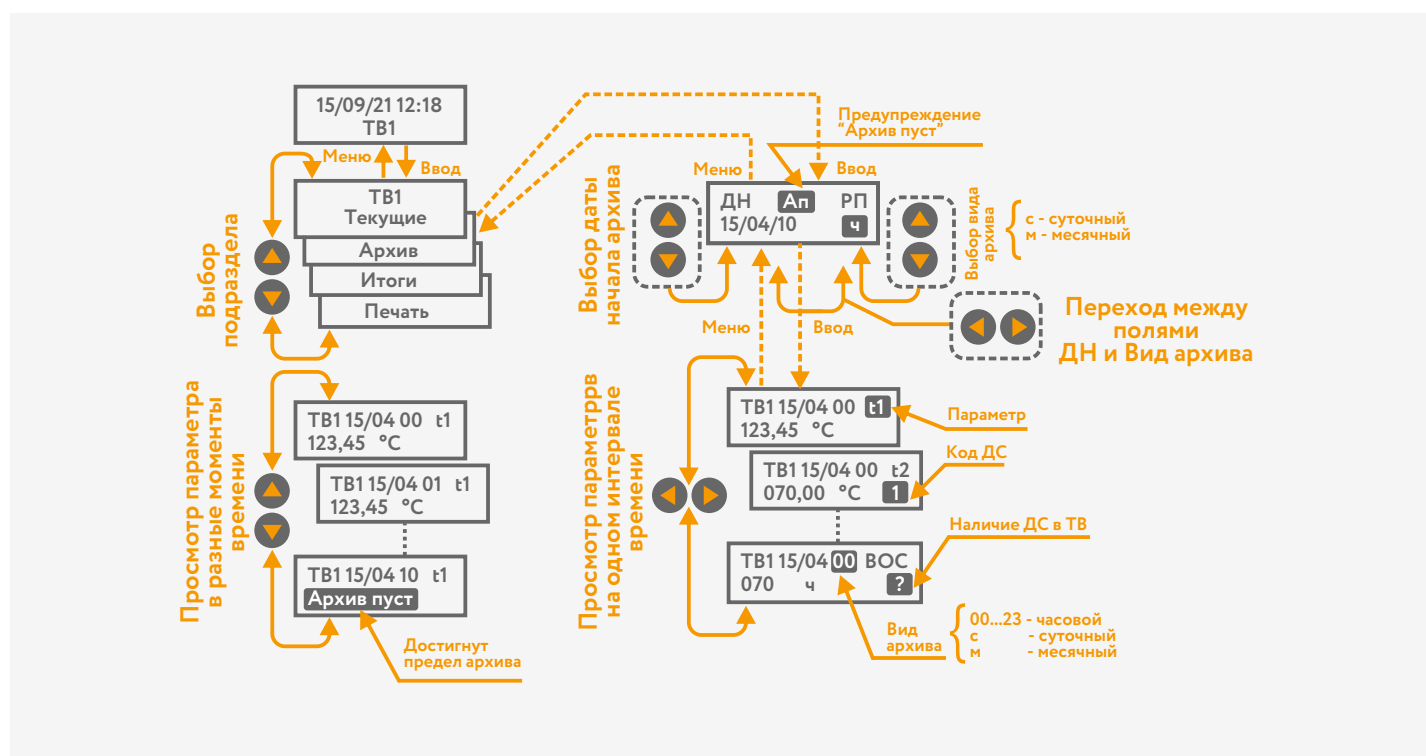 15/09/21 12:18
ТВ1
Меню
Ввод
ТВ1
Текущие
Архив
Итоги
Печать
Выбор
подраздела
Предупреждение
“Архив пуст”
Меню
Ввод
ДН Ап РП
15/04/10 ч
Выбор даты
начала архива
Выбор вида
архива
с - суточный
м - месячный
Переход между
полями
ДН и Вид архива
Меню
Ввод
Просмотр параметра
в разные моменты
времени
ТВ1 15/04 00 t1
123,45 °C
ТВ1 15/04 01 t1
123,45 °C
ТВ1 15/04 10 t1
Архив пуст
Достигнут
предел архива
Просмотр параметррв
на одном интервале
времени
ТВ1 15/04 00 t1
123,45 °C
Параметр
ТВ1 15/04 00 t2
070,00 °C 1
Код ДС
ТВ1 15/04 00 ВОС
070 ч ?
Наличие ДС в ТВ
Вид
архива
00...23 - часовой
с - суточный
м - месячный